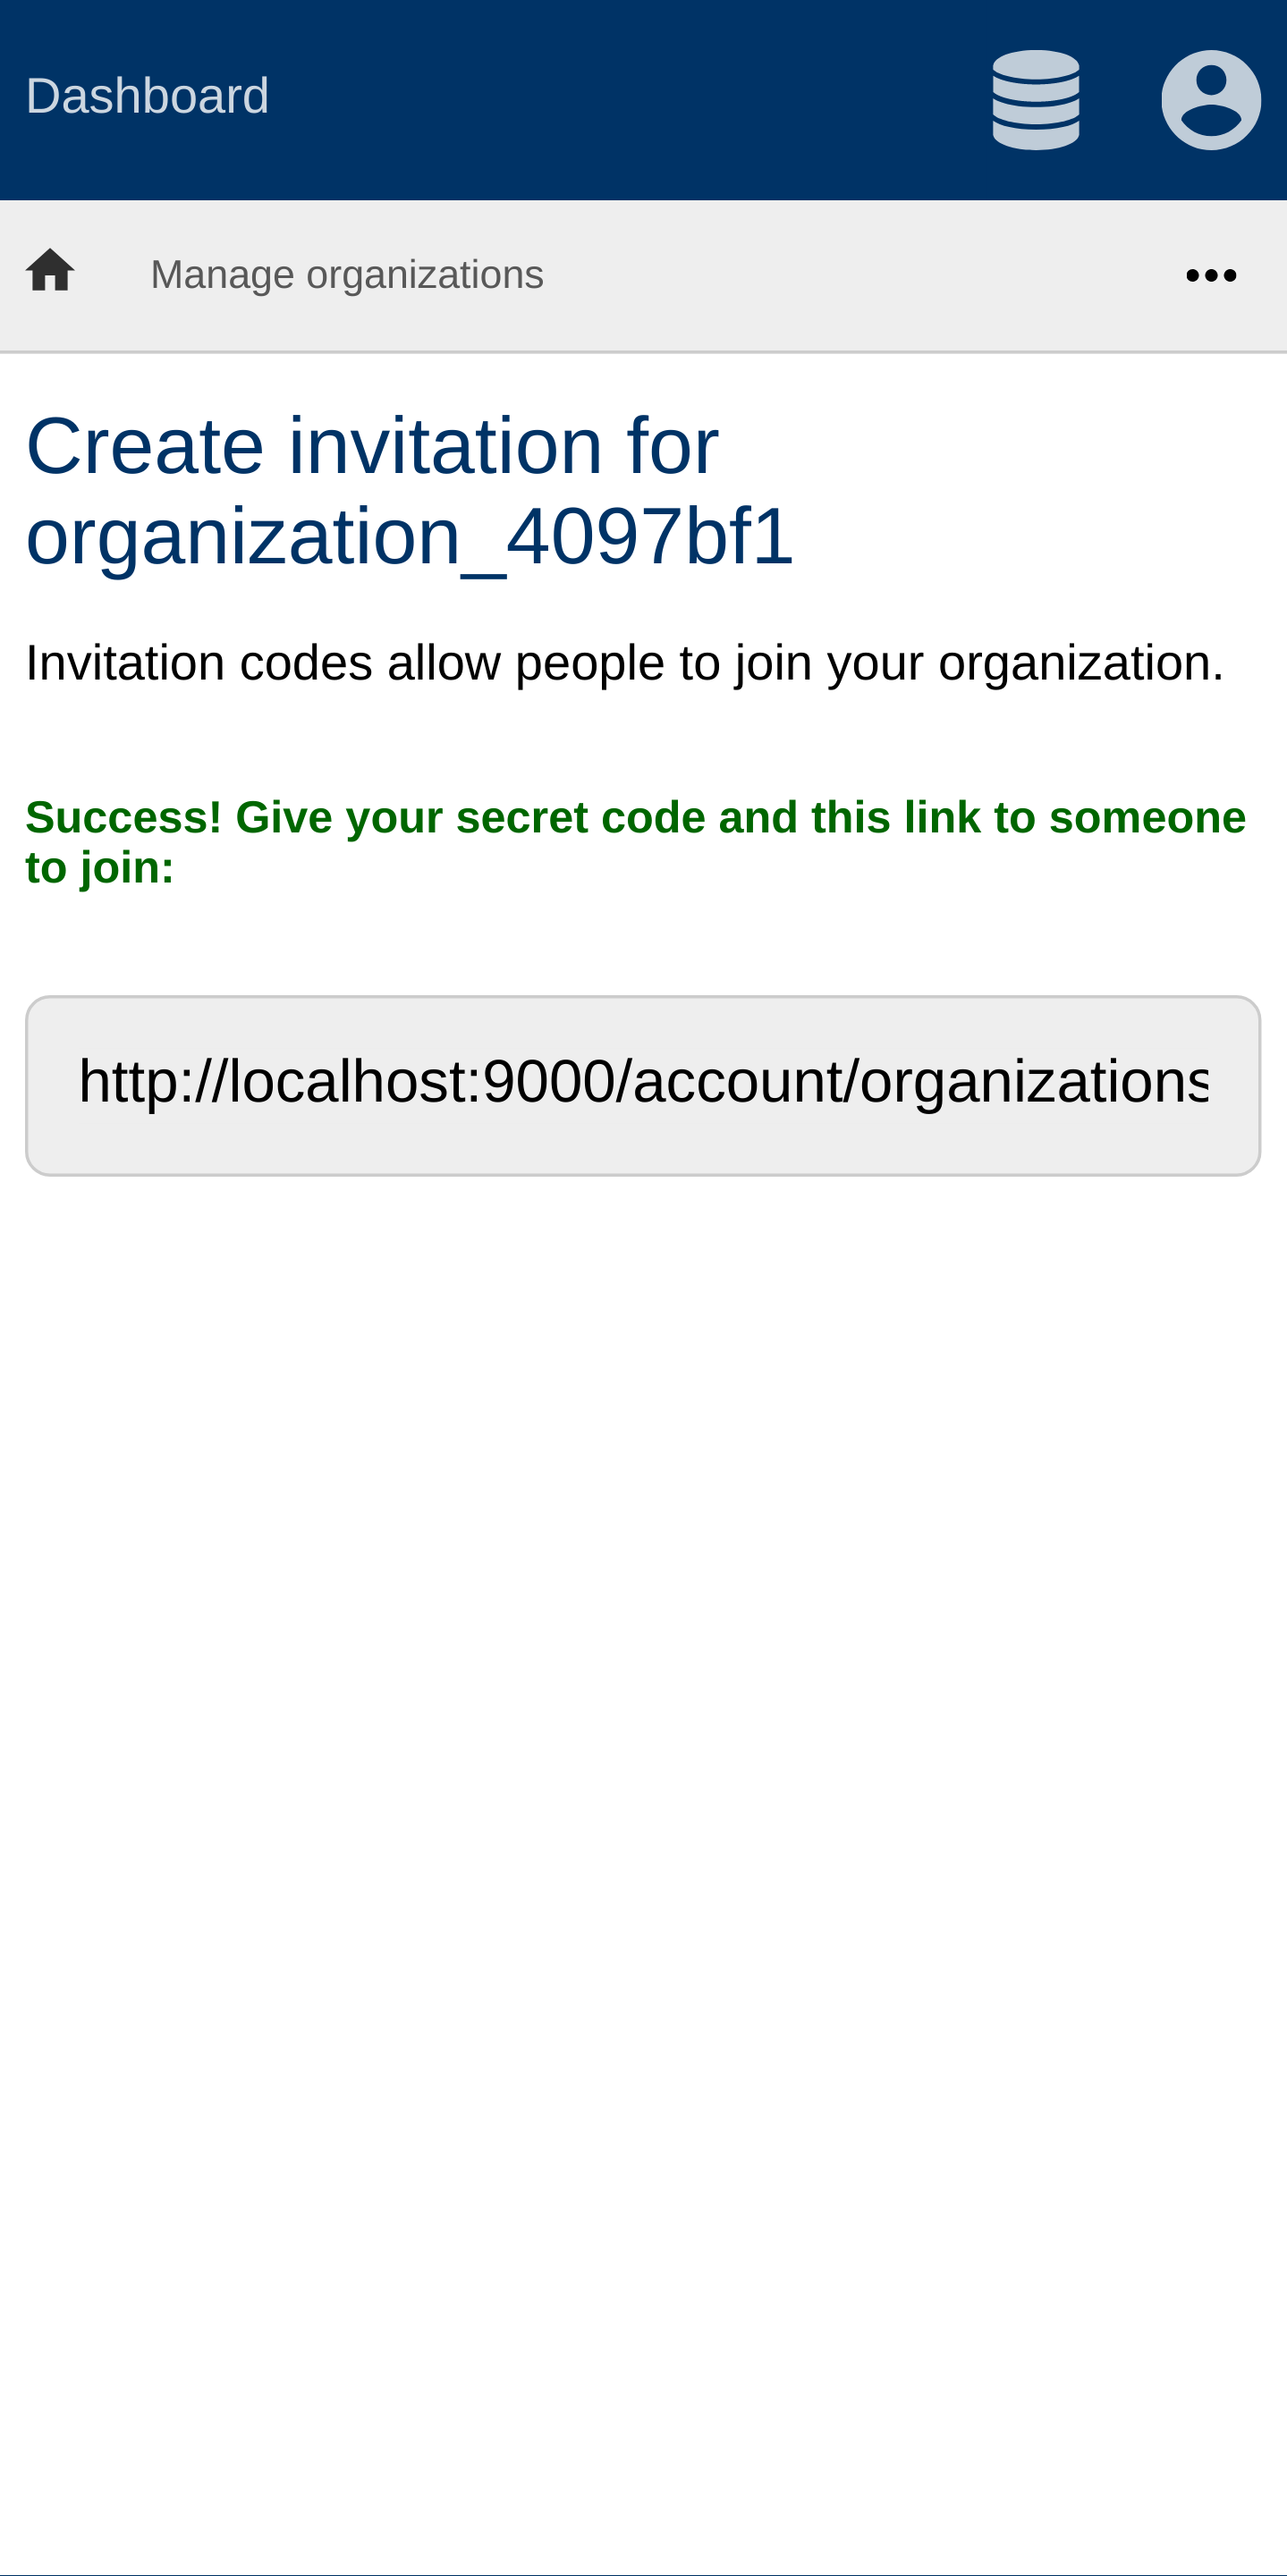 Dashboard
Manage organizations
Create invitation for
organization_4097bf1
Invitation codes allow people to join your organization.
Success! Give your secret code and this link to someone
to join:
http://localhost:9000/account/organizations